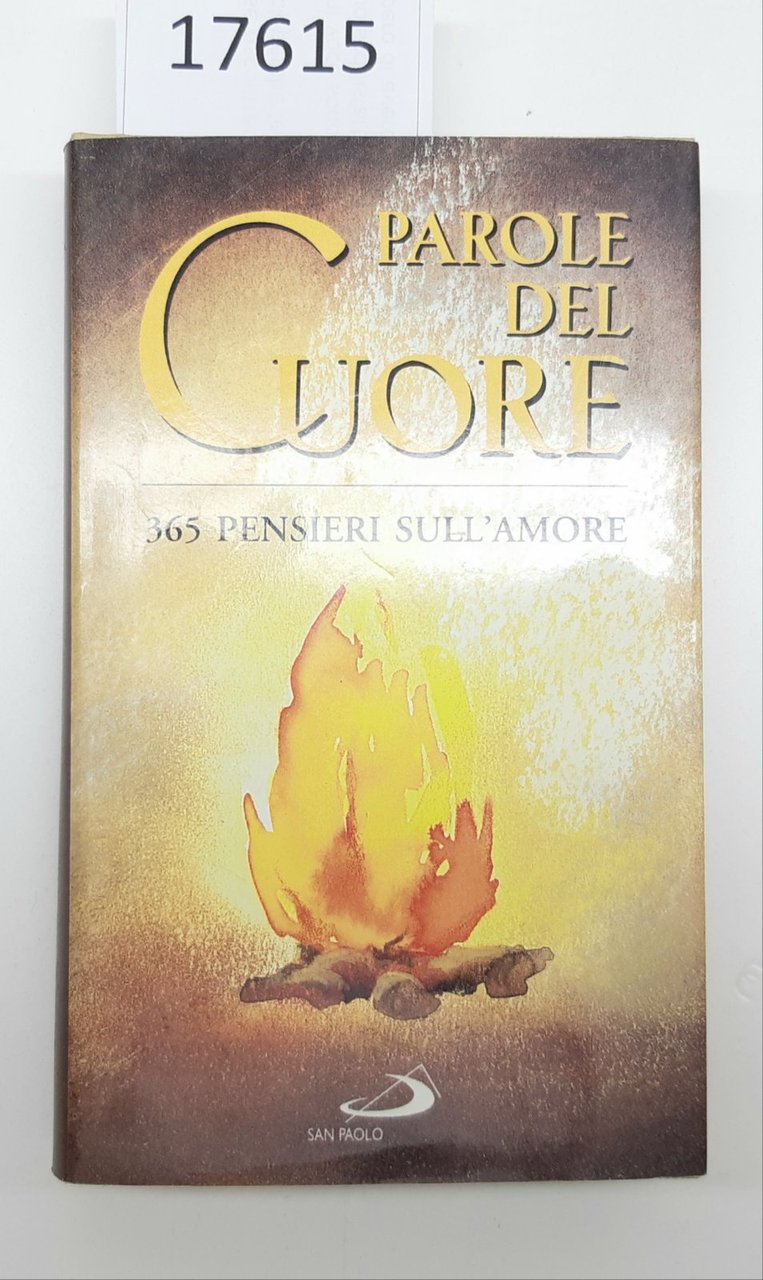 17615
PAROLE
DEL
CUORE
365 PENSIERI SULL'AMORE
SAN PAOLO